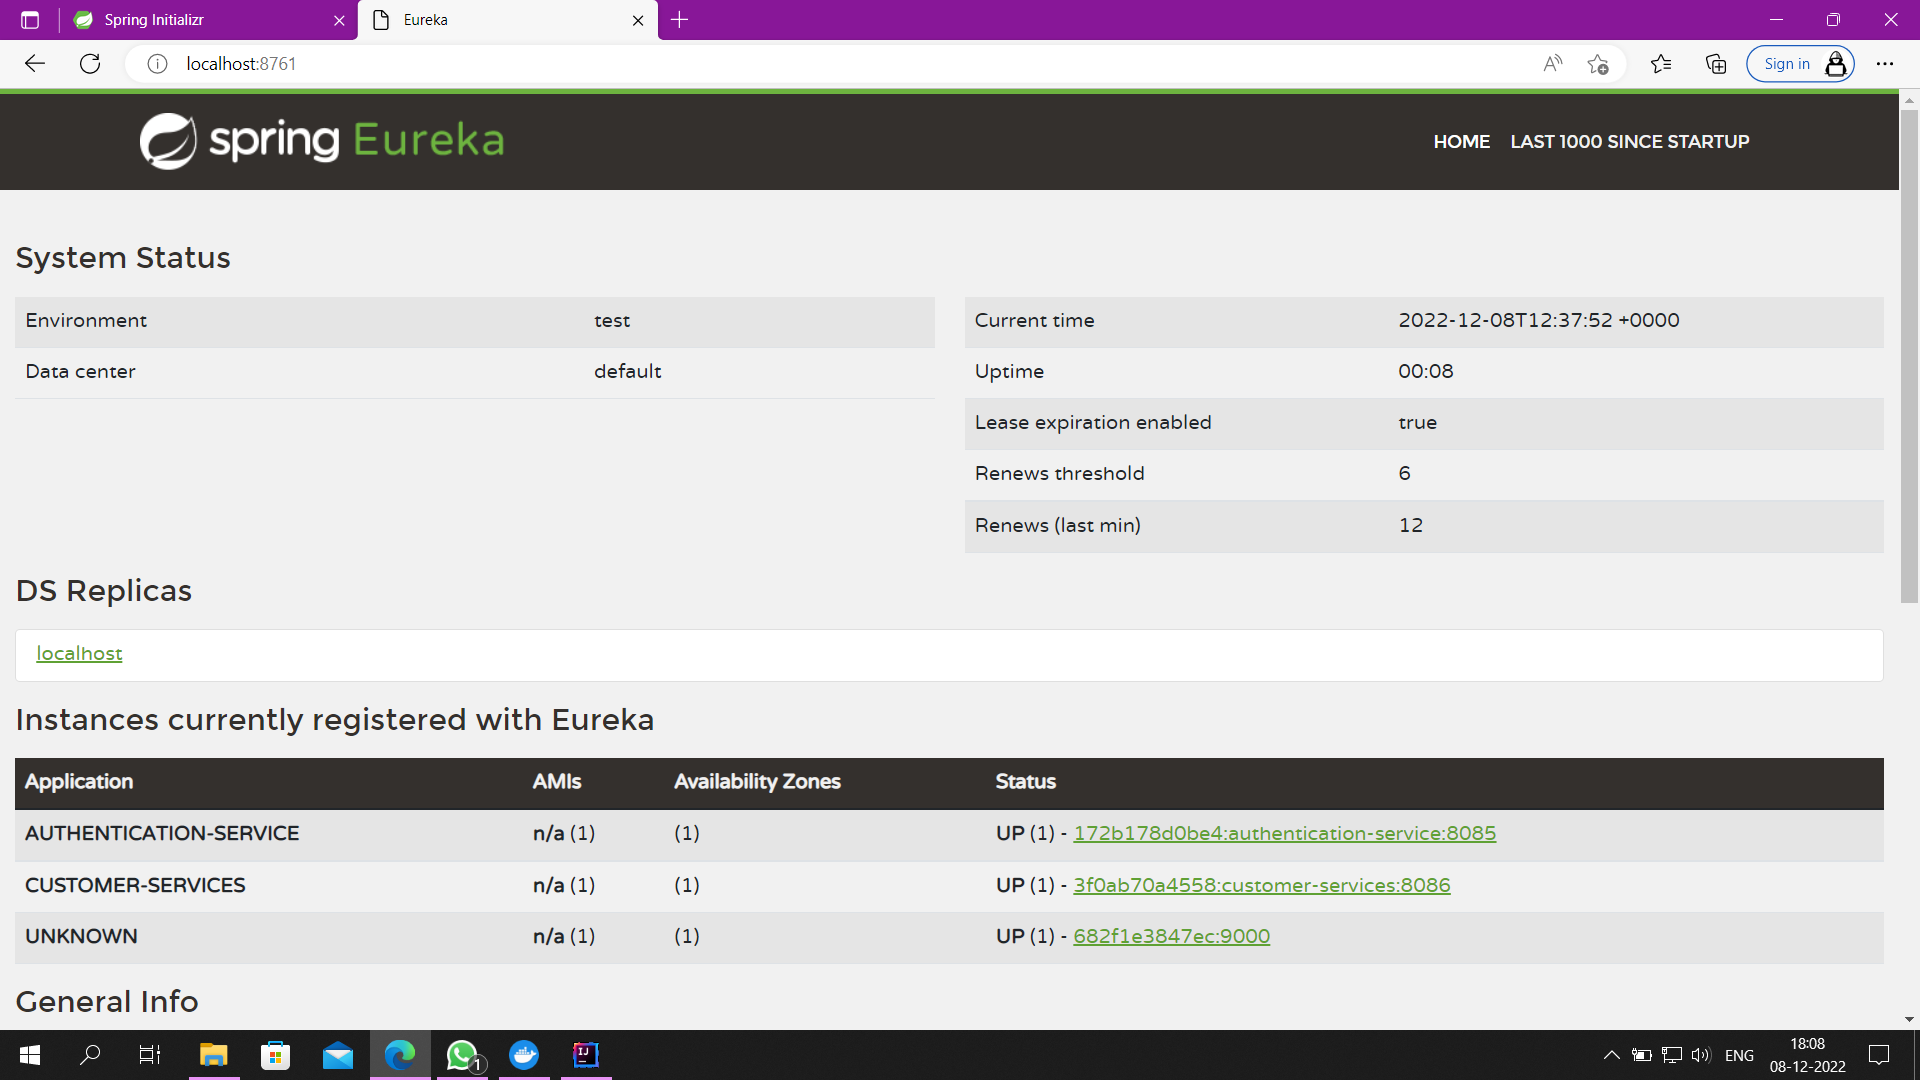 Spring Initializr
Eureka
localhost:8761
Sign in
spring Eureka
HOME LAST 1000 SINCE STARTUP
System Status
Environment test
Data center default
Current time 2022-12-08T12:37:52 +0000
Uptime 00:08
Lease expiration enabled true
Renews threshold 6
Renews (last min) 12
DS Replicas
localhost
Instances currently registered with Eureka
Application AMIs Availability Zones Status
AUTHENTICATION-SERVICE n/a (1) (1) UP (1) - 172b178d0be4:authentication-service:8085
CUSTOMER-SERVICES n/a (1) (1) UP (1) - 3f0ab70a4558:customer-services:8086
UNKNOWN n/a (1) (1) UP (1) - 682f1e3847ec:9000
General Info
1
IJ
ENG
18:08
08-12-2022